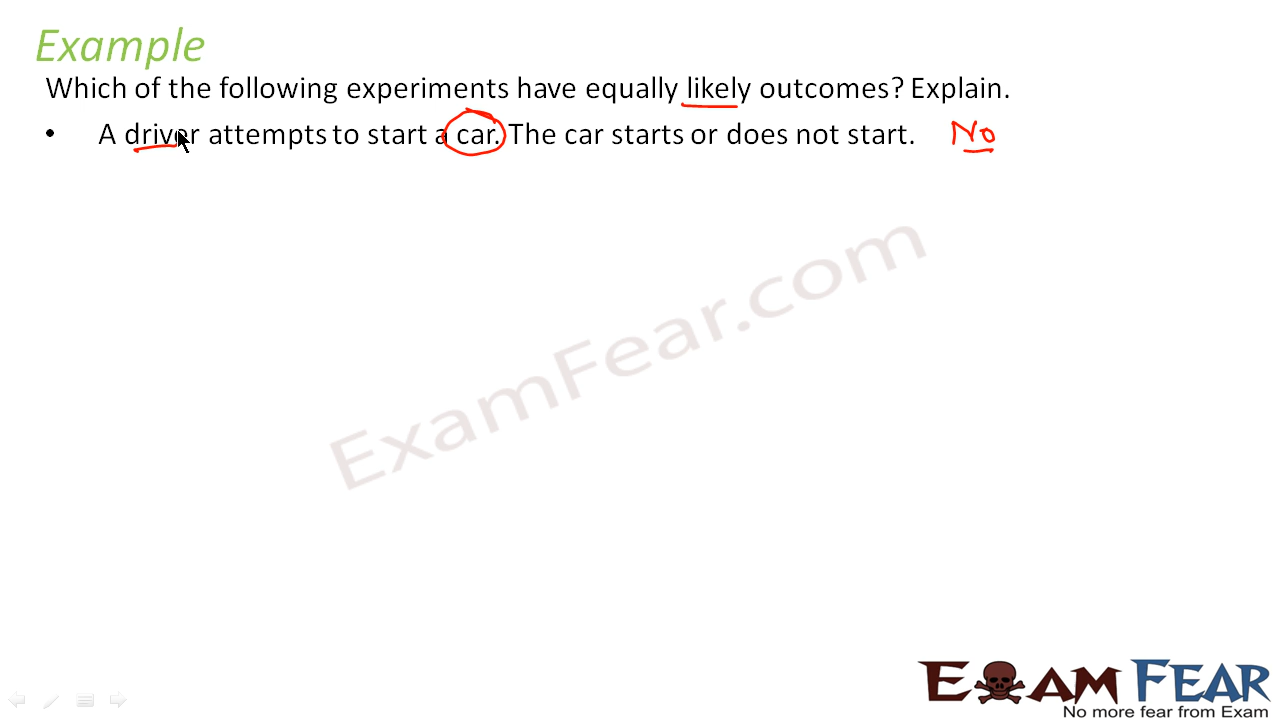 Example
Which of the following experiments have equally likely outcomes? Explain.
• A driver attempts to start a car. The car starts or does not start. No
ExamFear.com
EXAM FEAR
No more fear from Exam